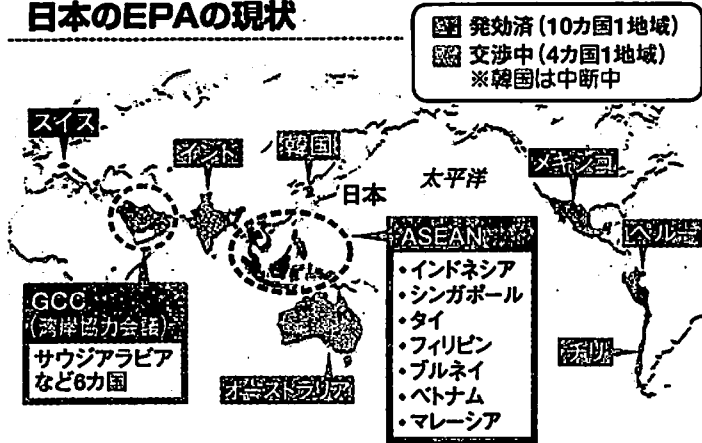 日本のEPAの現状
発効済(10カ国1地域)
交渉中(4カ国1地域)
※韓国は中断中
スイス
インド
韓国
日本
太平洋
メキシコ
ペルー
ASEAN
・インドネシア
・シンガポール
・タイ
・フィリピン
・ブルネイ
・ベトナム
・マレーシア
GCC
(湾岸協力会議)
サウジアラビア
など6カ国
オーストラリア
チリ